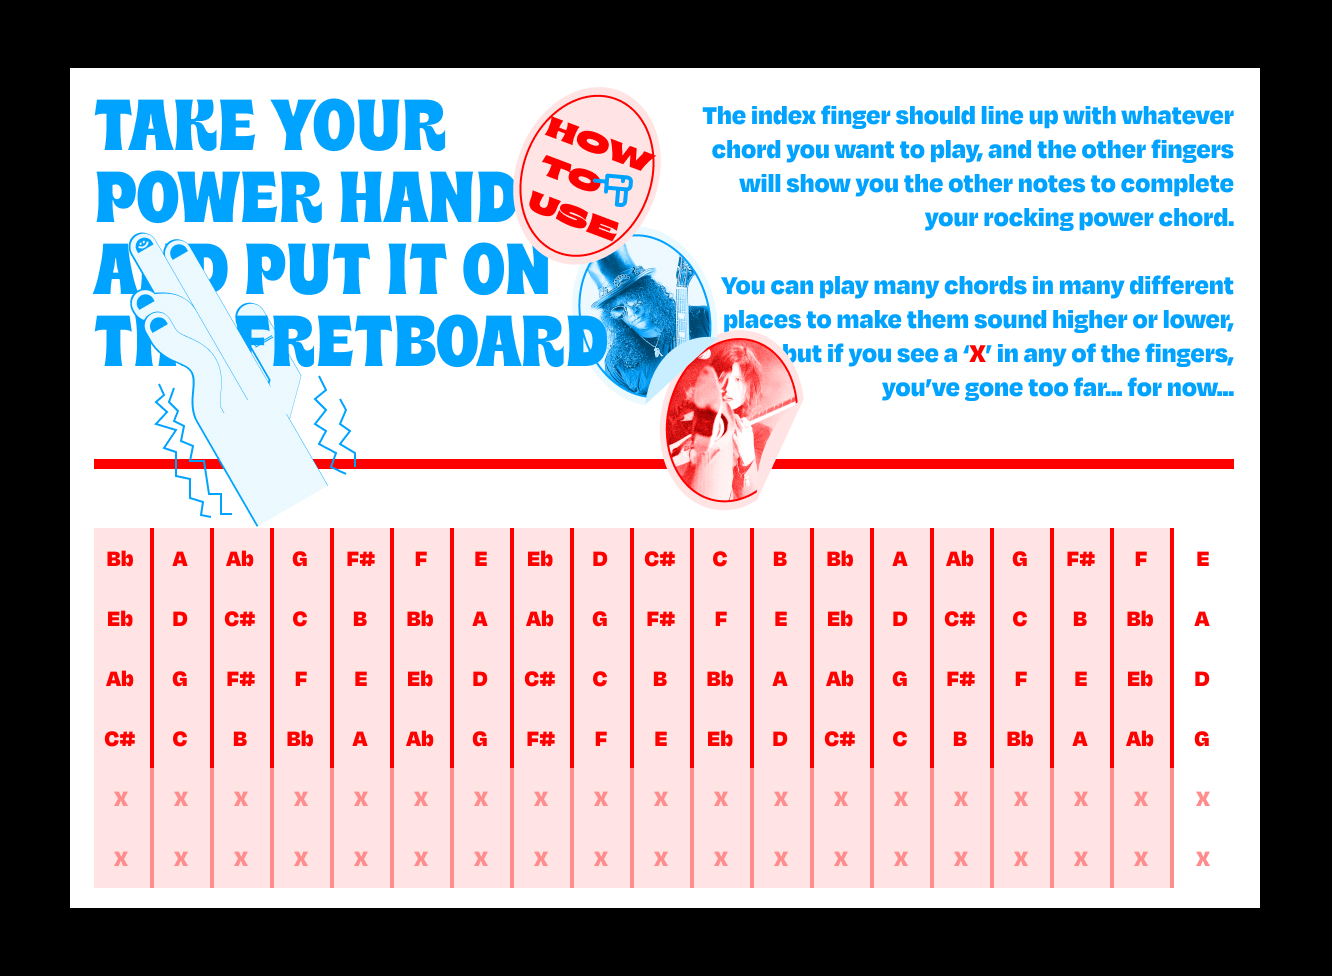 TAKE YOUR
POWER HAND
AND PUT IT ON
THE FRETBOARD
HOW
TO
USE
The index finger should line up with whatever
chord you want to play, and the other fingers
will show you the other notes to complete
your rocking power chord.
You can play many chords in many different
places to make them sound higher or lower,
but if you see a ‘X’ in any of the fingers,
you’ve gone too far... for now...
Bb A Ab G F# F E Eb D C# C B Bb A Ab G F# F E
Eb D C# C B Bb A Ab G F# F E Eb D C# C B Bb A
Ab G F# F E Eb D C# C B Bb A Ab G F# F E Eb D
C# C B Bb A Ab G F# F E Eb D C# C B Bb A Ab G
X X X X X X X X X X X X X X X X X X X
X X X X X X X X X X X X X X X X X X X